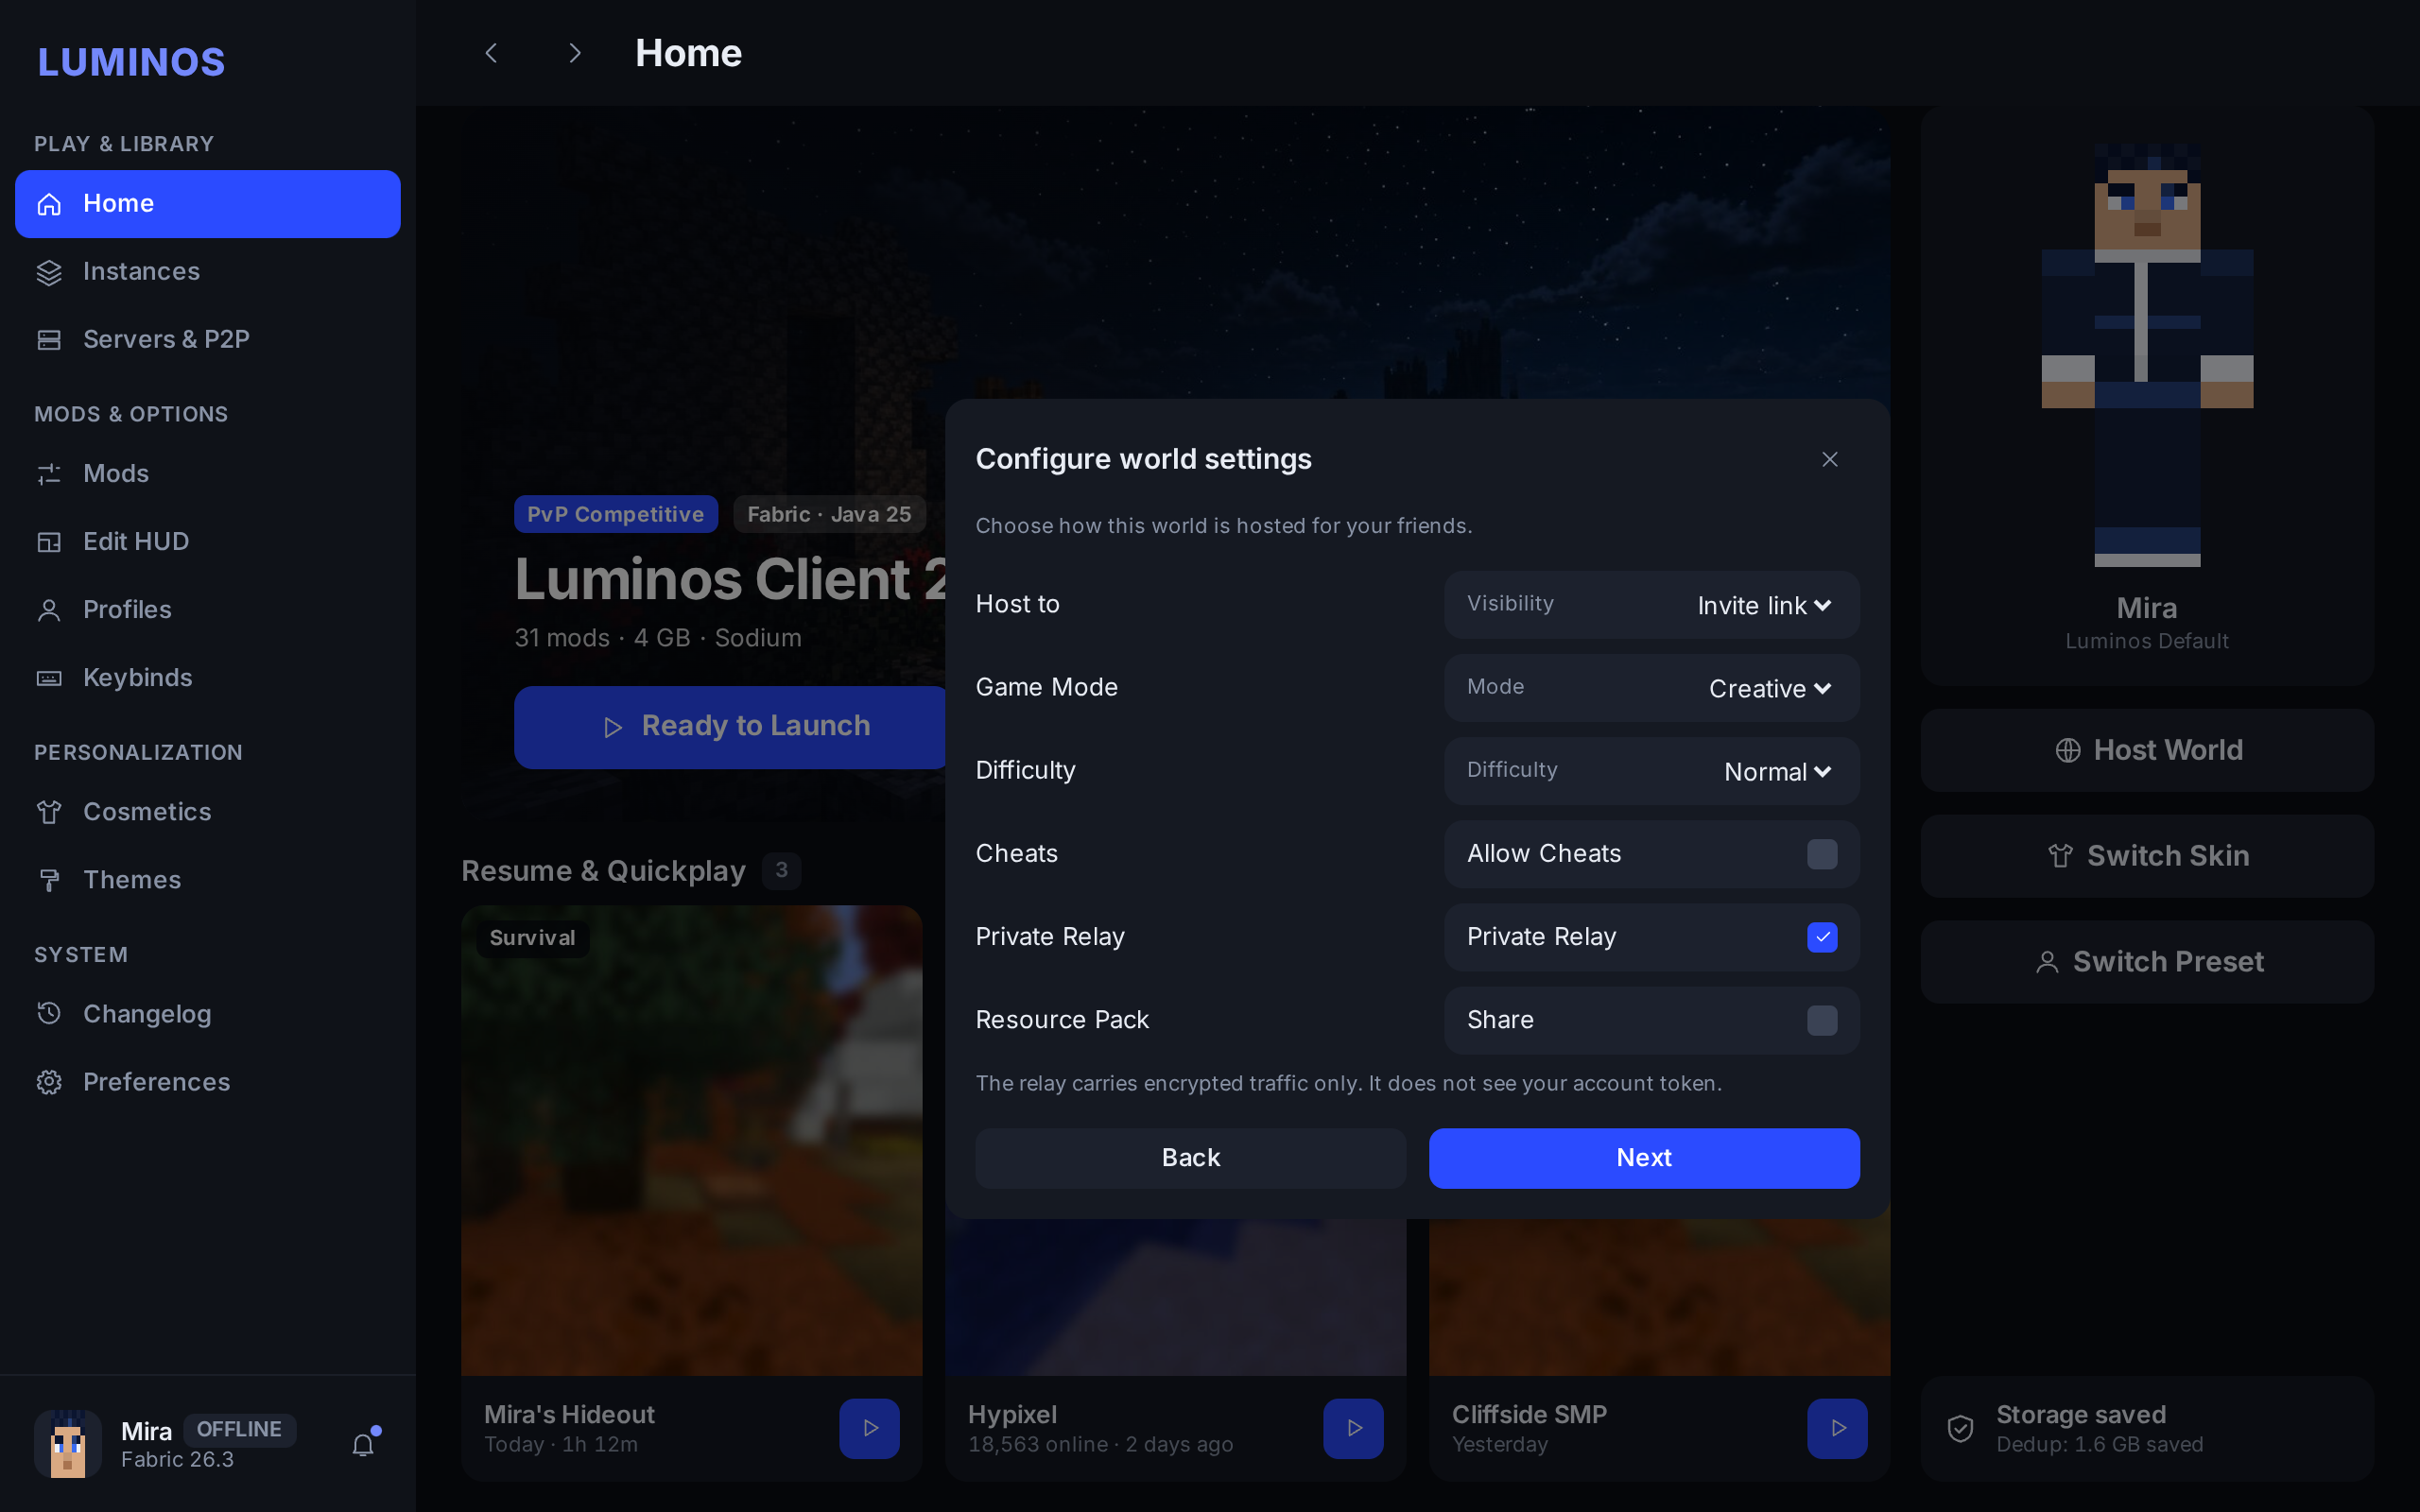 LUMINOS
PLAY & LIBRARY
Home
Instances
Servers & P2P
MODS & OPTIONS
Mods
Edit HUD
Profiles
Keybinds
PERSONALIZATION
Cosmetics
Themes
SYSTEM
Changelog
Preferences
Mira OFFLINE
Fabric 26.3
Home
PvP Competitive Fabric · Java 25
Luminos Client 2
31 mods · 4 GB · Sodium
Ready to Launch
Resume & Quickplay 3
Survival
Mira's Hideout
Today · 1h 12m
Hypixel
18,563 online · 2 days ago
Cliffside SMP
Yesterday
Configure world settings
Choose how this world is hosted for your friends.
Host to Visibility Invite link
Game Mode Mode Creative
Difficulty Difficulty Normal
Cheats Allow Cheats
Private Relay Private Relay
Resource Pack Share
The relay carries encrypted traffic only. It does not see your account token.
Back Next
Mira
Luminos Default
Host World
Switch Skin
Switch Preset
Storage saved
Dedup: 1.6 GB saved